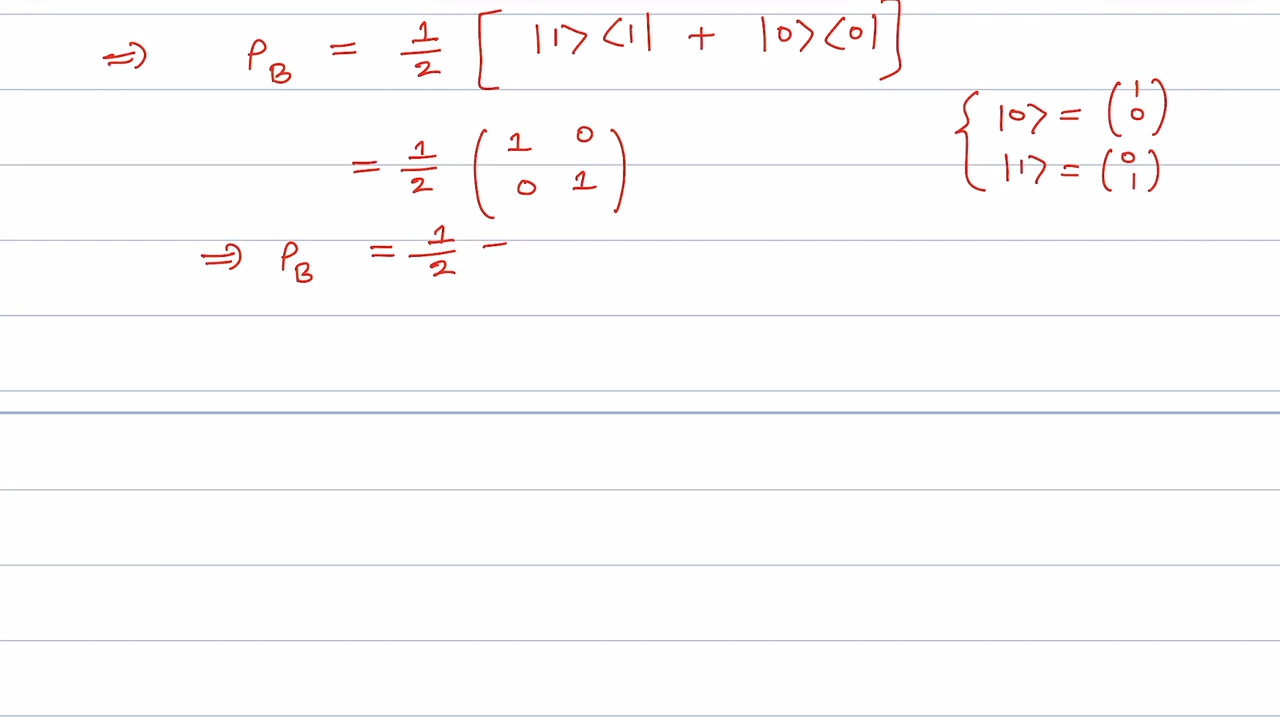 ⇒ ρ_B = 1/2 [ |1><1| + |0><0| ]
{ |0> = (1 0)
|1> = (0 1)
= 1/2 (1 0
0 1)
⇒ ρ_B = 1/2